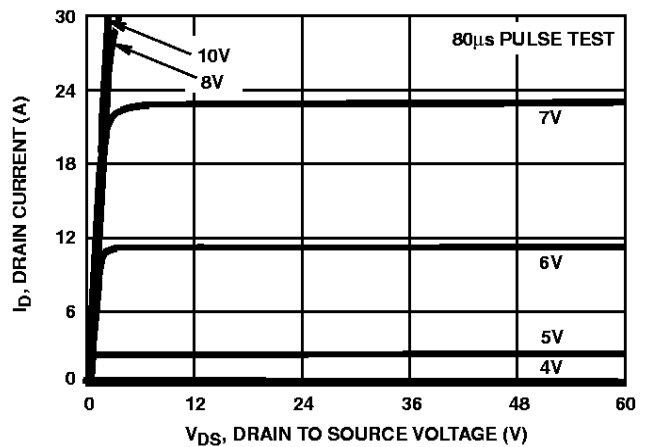 30
24
18
12
6
0
I_D, DRAIN CURRENT (A)
80µs PULSE TEST
10V
8V
7V
6V
5V
4V
0
12
24
36
48
60
V_DS, DRAIN TO SOURCE VOLTAGE (V)